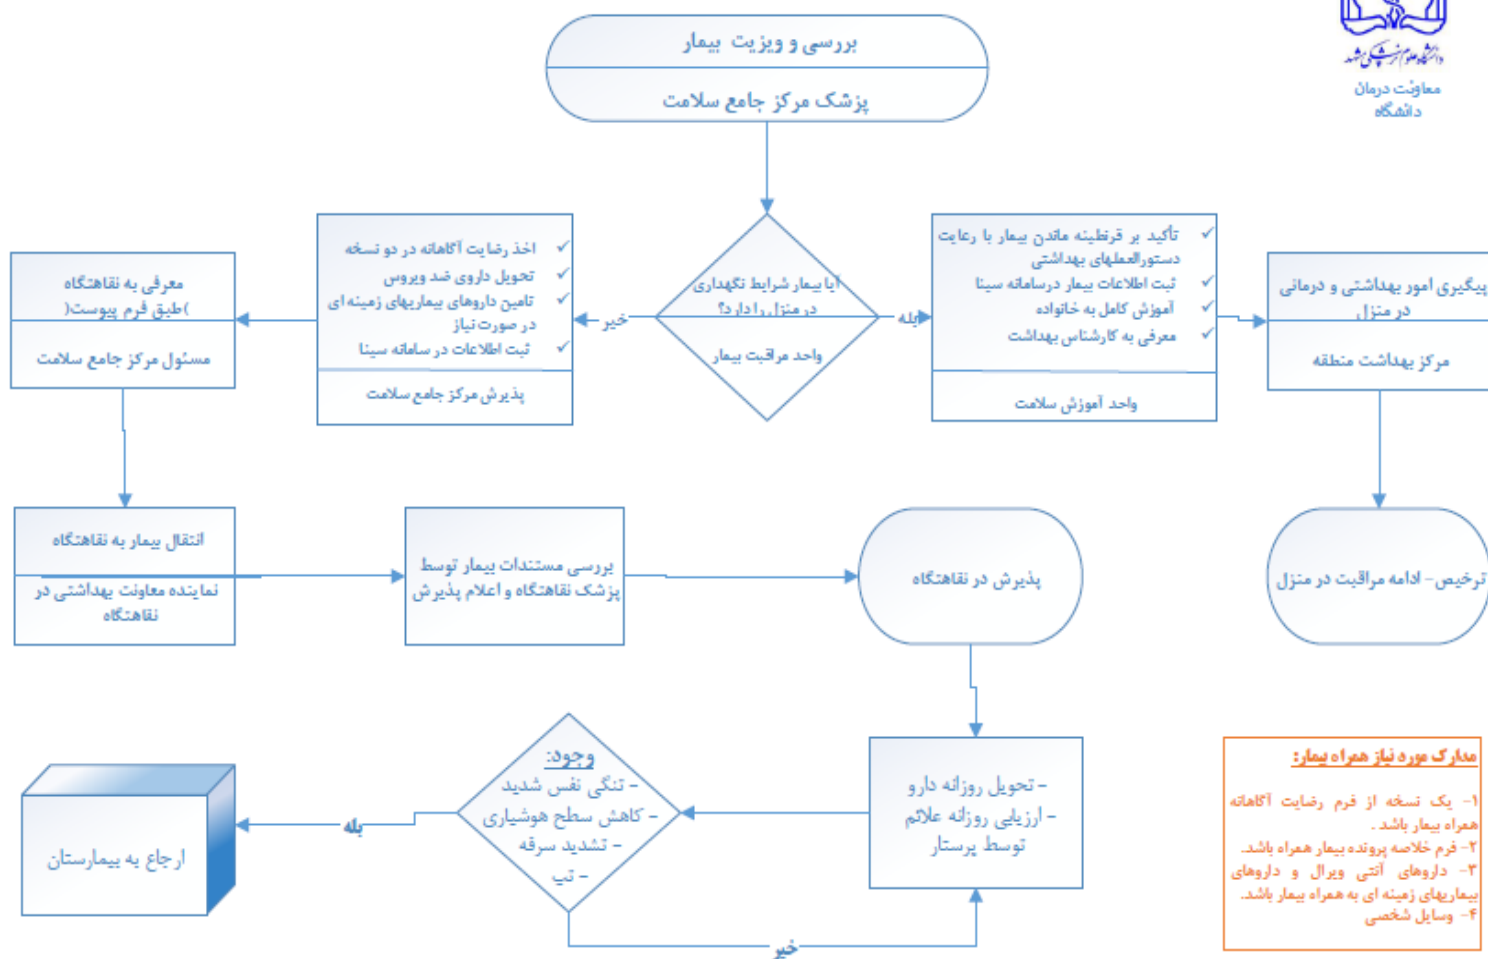 دانشگاه علوم پزشکی مشهد
معاونت درمان
دانشگاه
بررسی و ویزیت بیمار
پزشک مرکز جامع سلامت
آیا بیمار شرایط نگهداری
در منزل را دارد؟
واحد مراقبت بیمار
بله
خیر
✓ تأکید بر قرنطینه ماندن بیمار با رعایت
دستورالعملهای بهداشتی
✓ ثبت اطلاعات بیمار درسامانه سینا
✓ آموزش کامل به خانواده
✓ معرفی به کارشناس بهداشت
واحد آموزش سلامت
پیگیری امور بهداشتی و درمانی
در منزل
مرکز بهداشت منطقه
ترخیص- ادامه مراقبت در منزل
✓ اخذ رضایت آگاهانه در دو نسخه
✓ تحویل داروی ضد ویروس
✓ تامین داروهای بیماریهای زمینه ای
در صورت نیاز
✓ ثبت اطلاعات در سامانه سینا
پذیرش مرکز جامع سلامت
معرفی به نقاهتگاه
)طبق فرم پیوست(
مسئول مرکز جامع سلامت
انتقال بیمار به نقاهتگاه
نماینده معاونت بهداشتی در
نقاهتگاه
بررسی مستندات بیمار توسط
پزشک نقاهتگاه و اعلام پذیرش
پذیرش در نقاهتگاه
- تحویل روزانه دارو
- ارزیابی روزانه علائم
توسط پرستار
وجود:
- تنگی نفس شدید
- کاهش سطح هوشیاری
- تشدید سرفه
- تب
بله
خیر
ارجاع به بیمارستان
مدارک مورد نیاز همراه بیمار:
۱- یک نسخه از فرم رضایت آگاهانه
همراه بیمار باشد .
۲- فرم خلاصه پرونده بیمار همراه باشد.
۳- داروهای آنتی ویرال و داروهای
بیماریهای زمینه ای به همراه بیمار باشد.
۴- وسایل شخصی